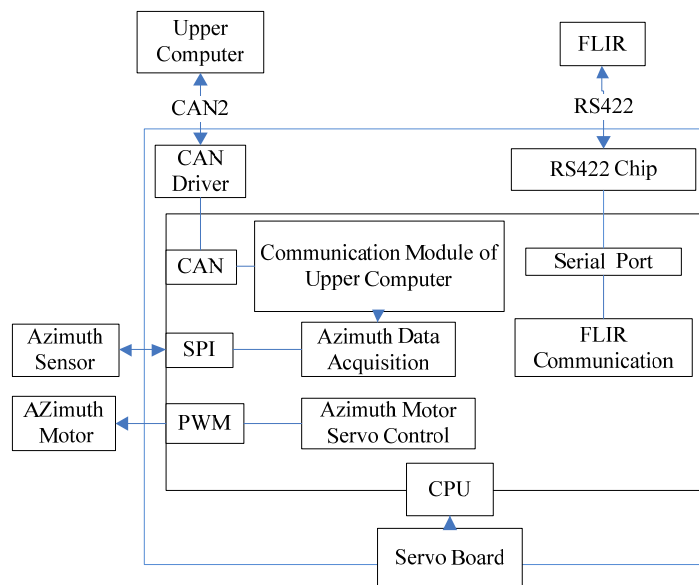 Upper
Computer
FLIR
CAN2
RS422
CAN
Driver
RS422 Chip
CAN
Communication Module of
Upper Computer
Serial Port
Azimuth
Sensor
SPI
Azimuth Data
Acquisition
FLIR
Communication
AZimuth
Motor
PWM
Azimuth Motor
Servo Control
CPU
Servo Board